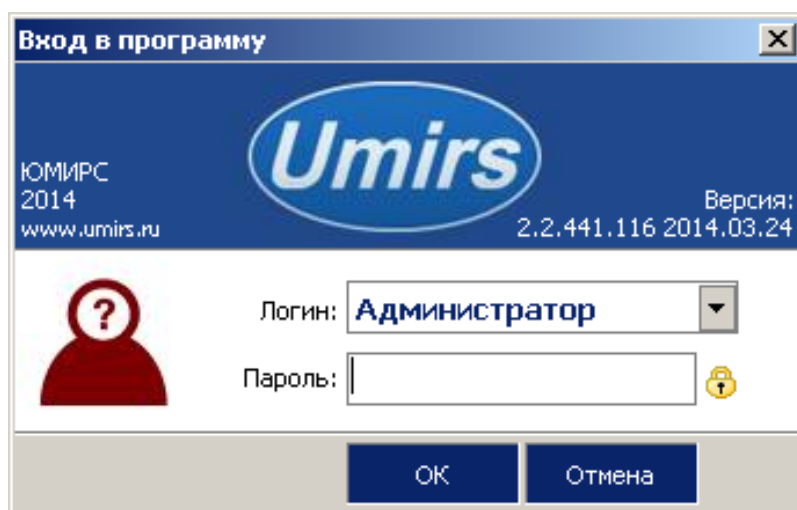 Вход в программу
Umirs
ЮМИРС
2014
www.umirs.ru
Версия:
2.2.441.116 2014.03.24
?
Логин: Администратор
Пароль:
ОК Отмена